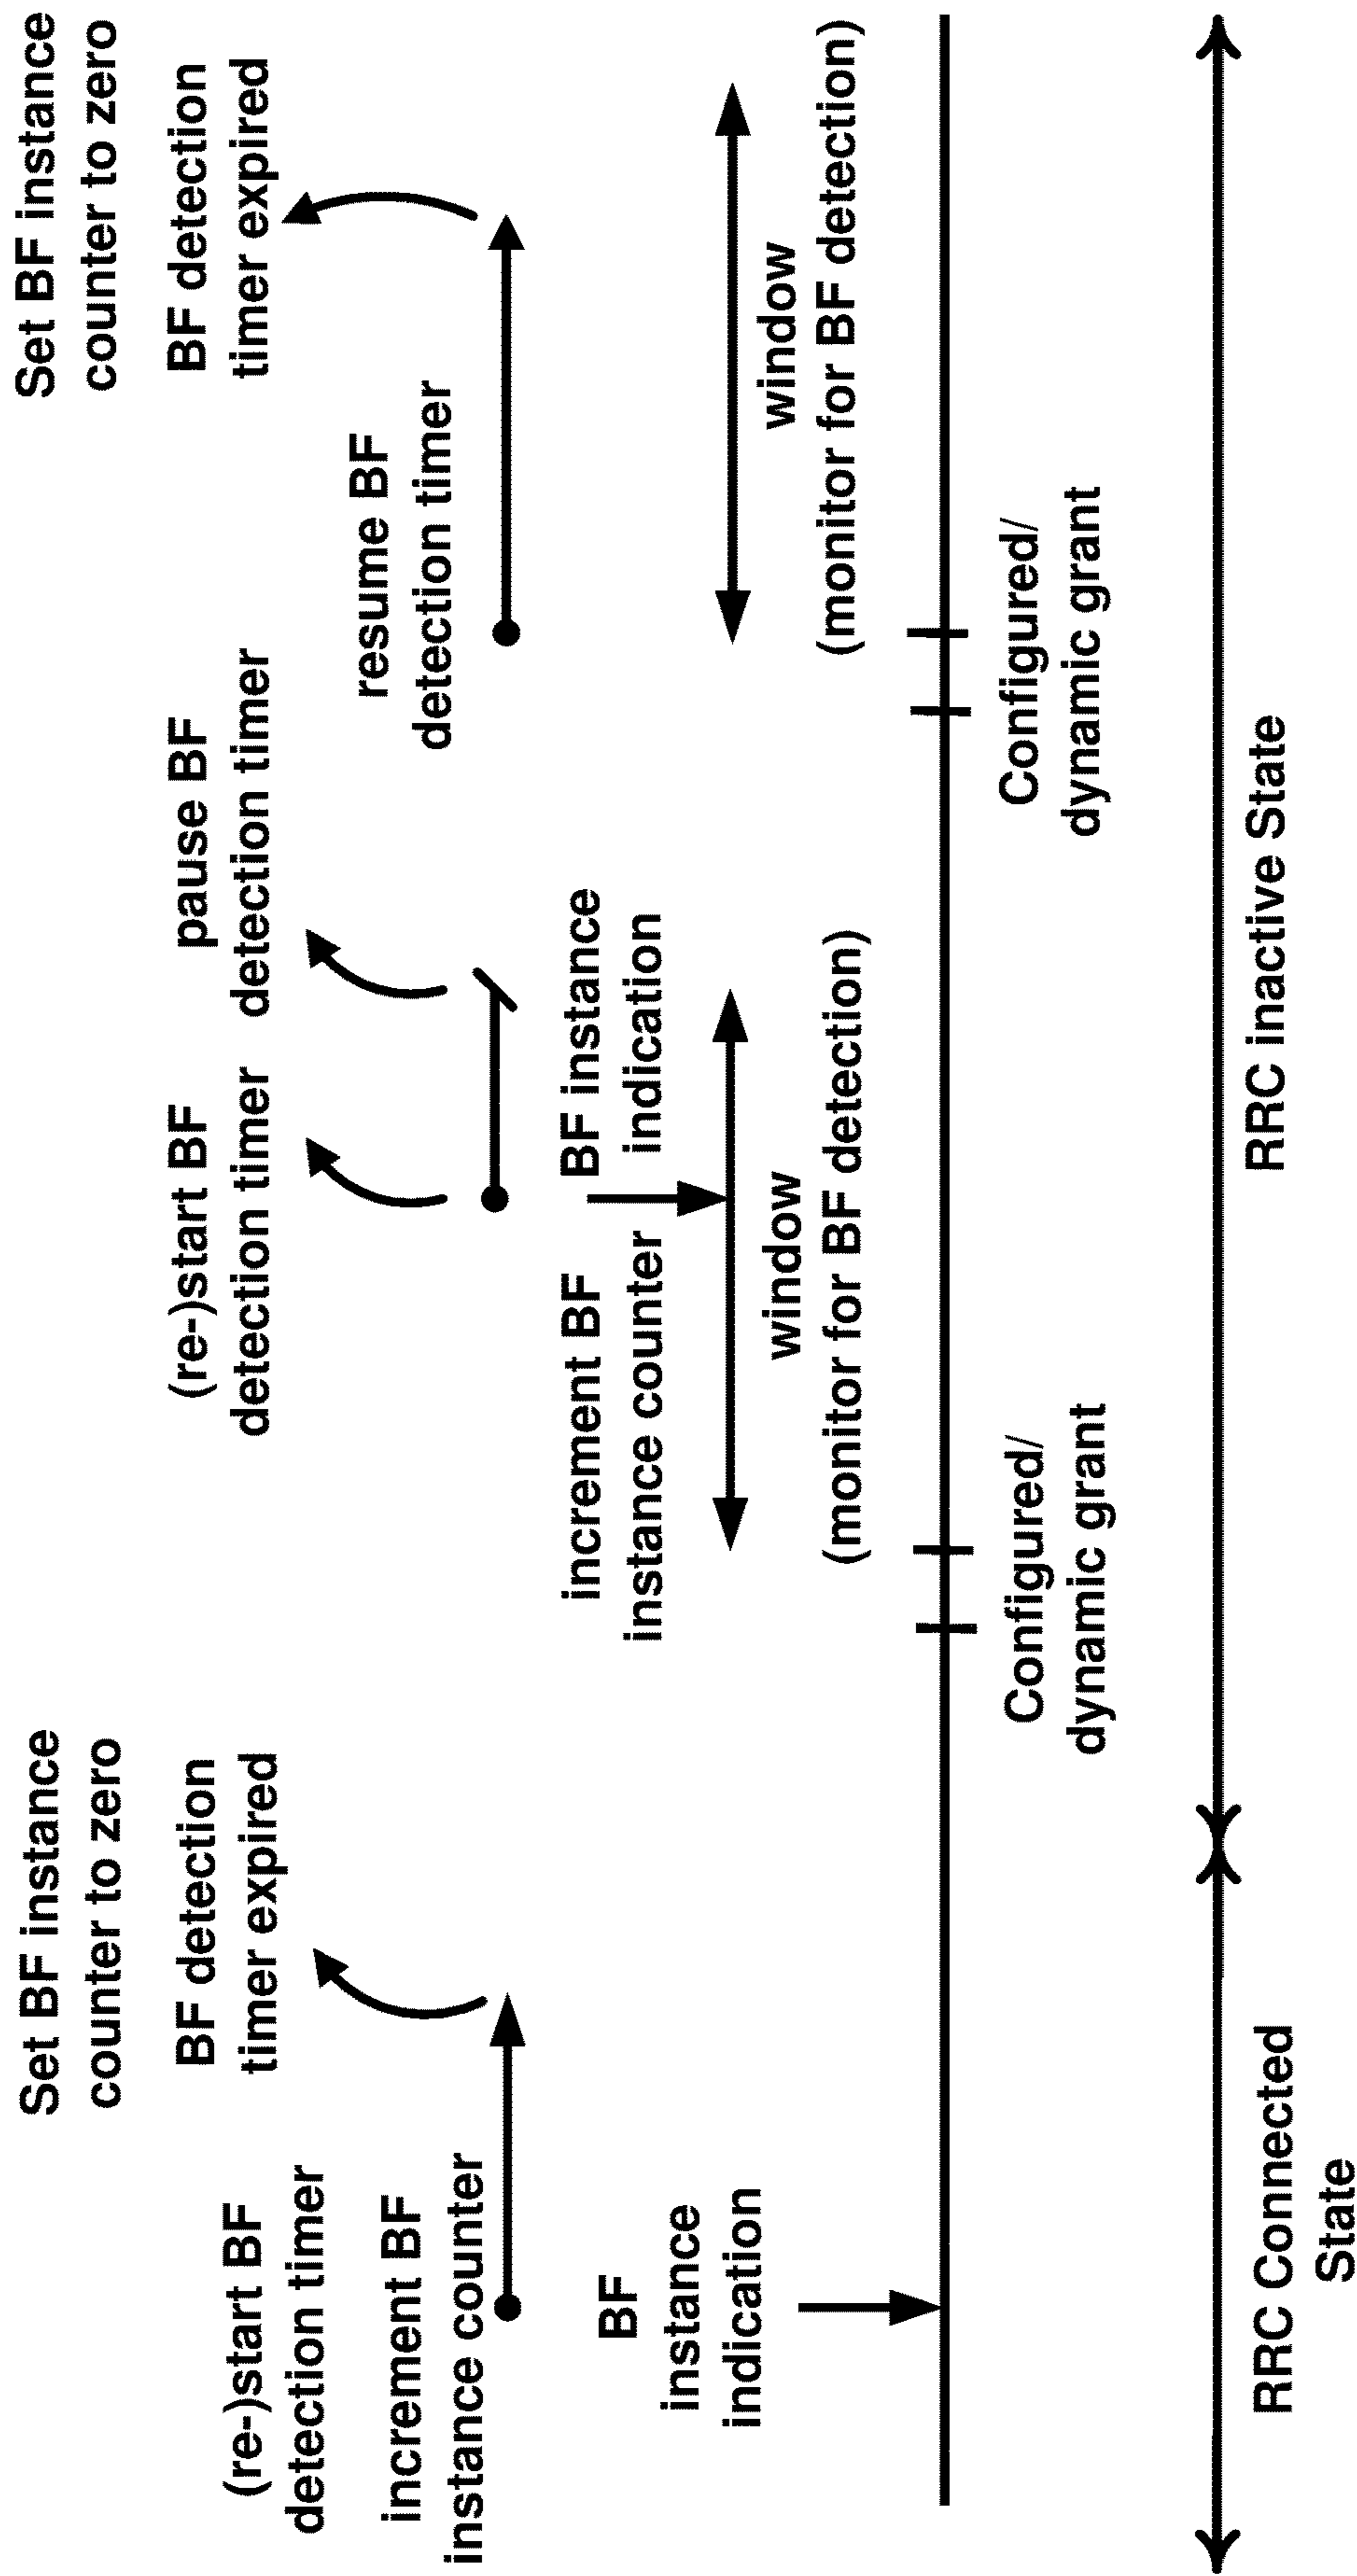 Set BF instance
counter to zero
BF detection
timer expired
(re-)start BF
detection timer
increment BF
instance counter
BF
instance
indication
(re-)start BF
detection timer
pause BF
detection timer
increment BF
instance counter
BF instance
indication
window
(monitor for BF detection)
Configured/
dynamic grant
Set BF instance
counter to zero
BF detection
timer expired
resume BF
detection timer
window
(monitor for BF detection)
Configured/
dynamic grant
RRC Connected
State
RRC inactive State